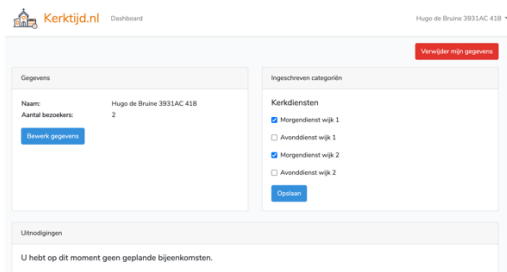 Kerktijd.nl Dashboard Hugo de Bruine 3931AC 418
Verwijder mijn gegevens
Gegevens
Naam: Hugo de Bruine 3931AC 418
Aantal bezoekers: 2
Bewerk gegevens
Ingeschreven categoriën
Kerkdiensten
Morgendienst wijk 1
Avonddienst wijk 1
Morgendienst wijk 2
Avonddienst wijk 2
Opslaan
Uitnodigingen
U hebt op dit moment geen geplande bijeenkomsten.